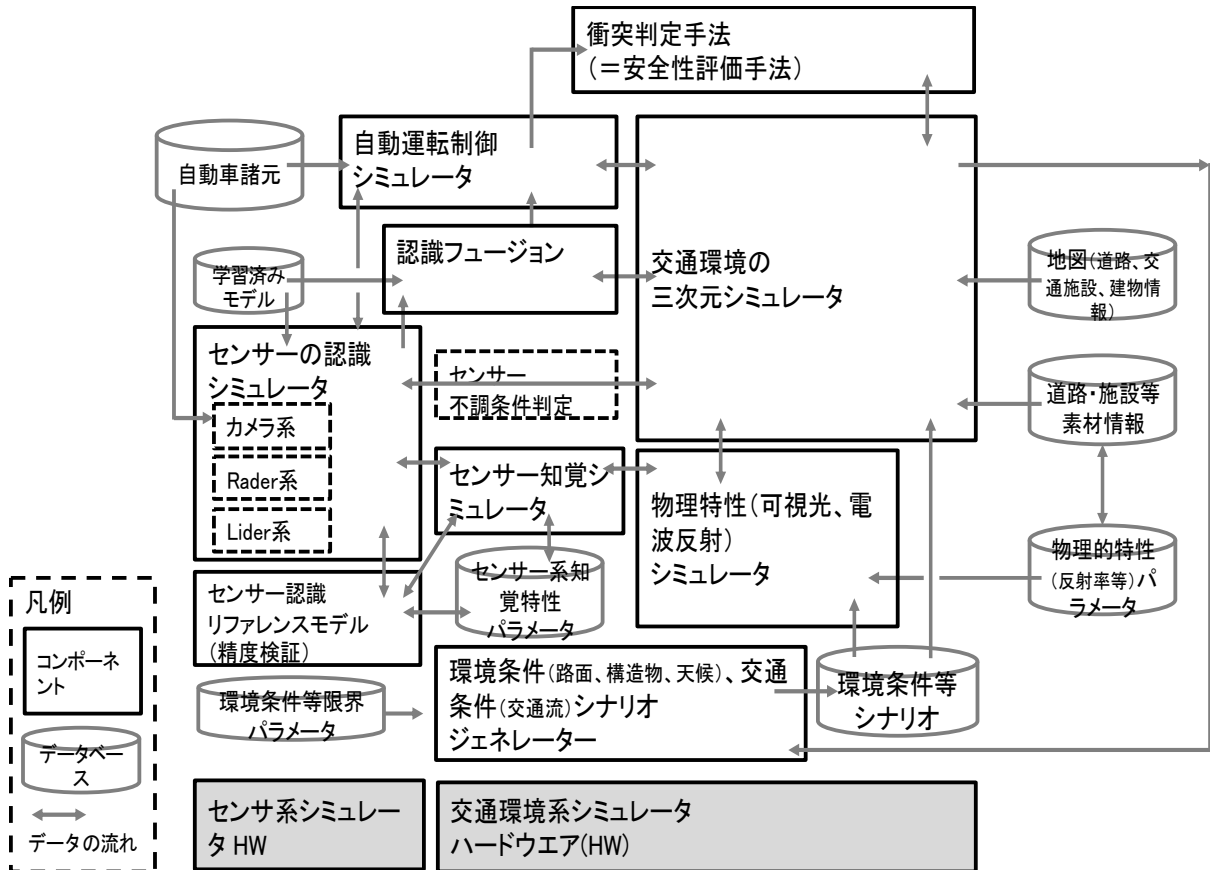 衝突判定手法
(=安全性評価手法)
自動運転制御
シミュレータ
自動車諸元
認識フュージョン
学習済み
モデル
交通環境の
三次元シミュレータ
地図(道路、交
通施設、建物情
報)
センサーの認識
シミュレータ
カメラ系
Rader系
Lider系
センサー
不調条件判定
道路・施設等
素材情報
センサー知覚シ
ミュレータ
物理特性(可視光、電
波反射)
シミュレータ
物理的特性
(反射率等)パ
ラメータ
センサー系知
覚特性
パラメータ
センサー認識
リファレンスモデル
(精度検証)
環境条件等限界
パラメータ
環境条件(路面、構造物、天候)、交通
条件(交通流)シナリオ
ジェネレーター
環境条件等
シナリオ
凡例
コンポーネ
ント
データベー
ス
データの流れ
センサ系シミュレー
タ HW
交通環境系シミュレータ
ハードウエア(HW)